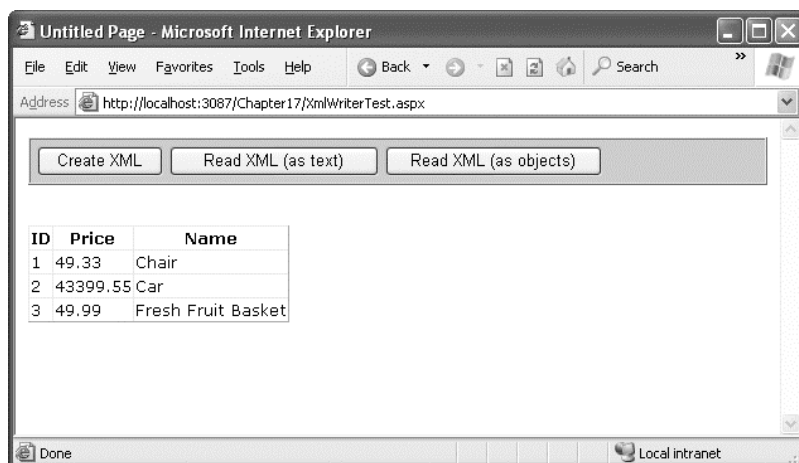 Untitled Page - Microsoft Internet Explorer
File Edit View Favorites Tools Help Back Search »
Address http://localhost:3087/Chapter17/XmlWriterTest.aspx
Create XML Read XML (as text) Read XML (as objects)
ID Price Name
1 49.33 Chair
2 43399.55 Car
3 49.99 Fresh Fruit Basket
Done Local intranet